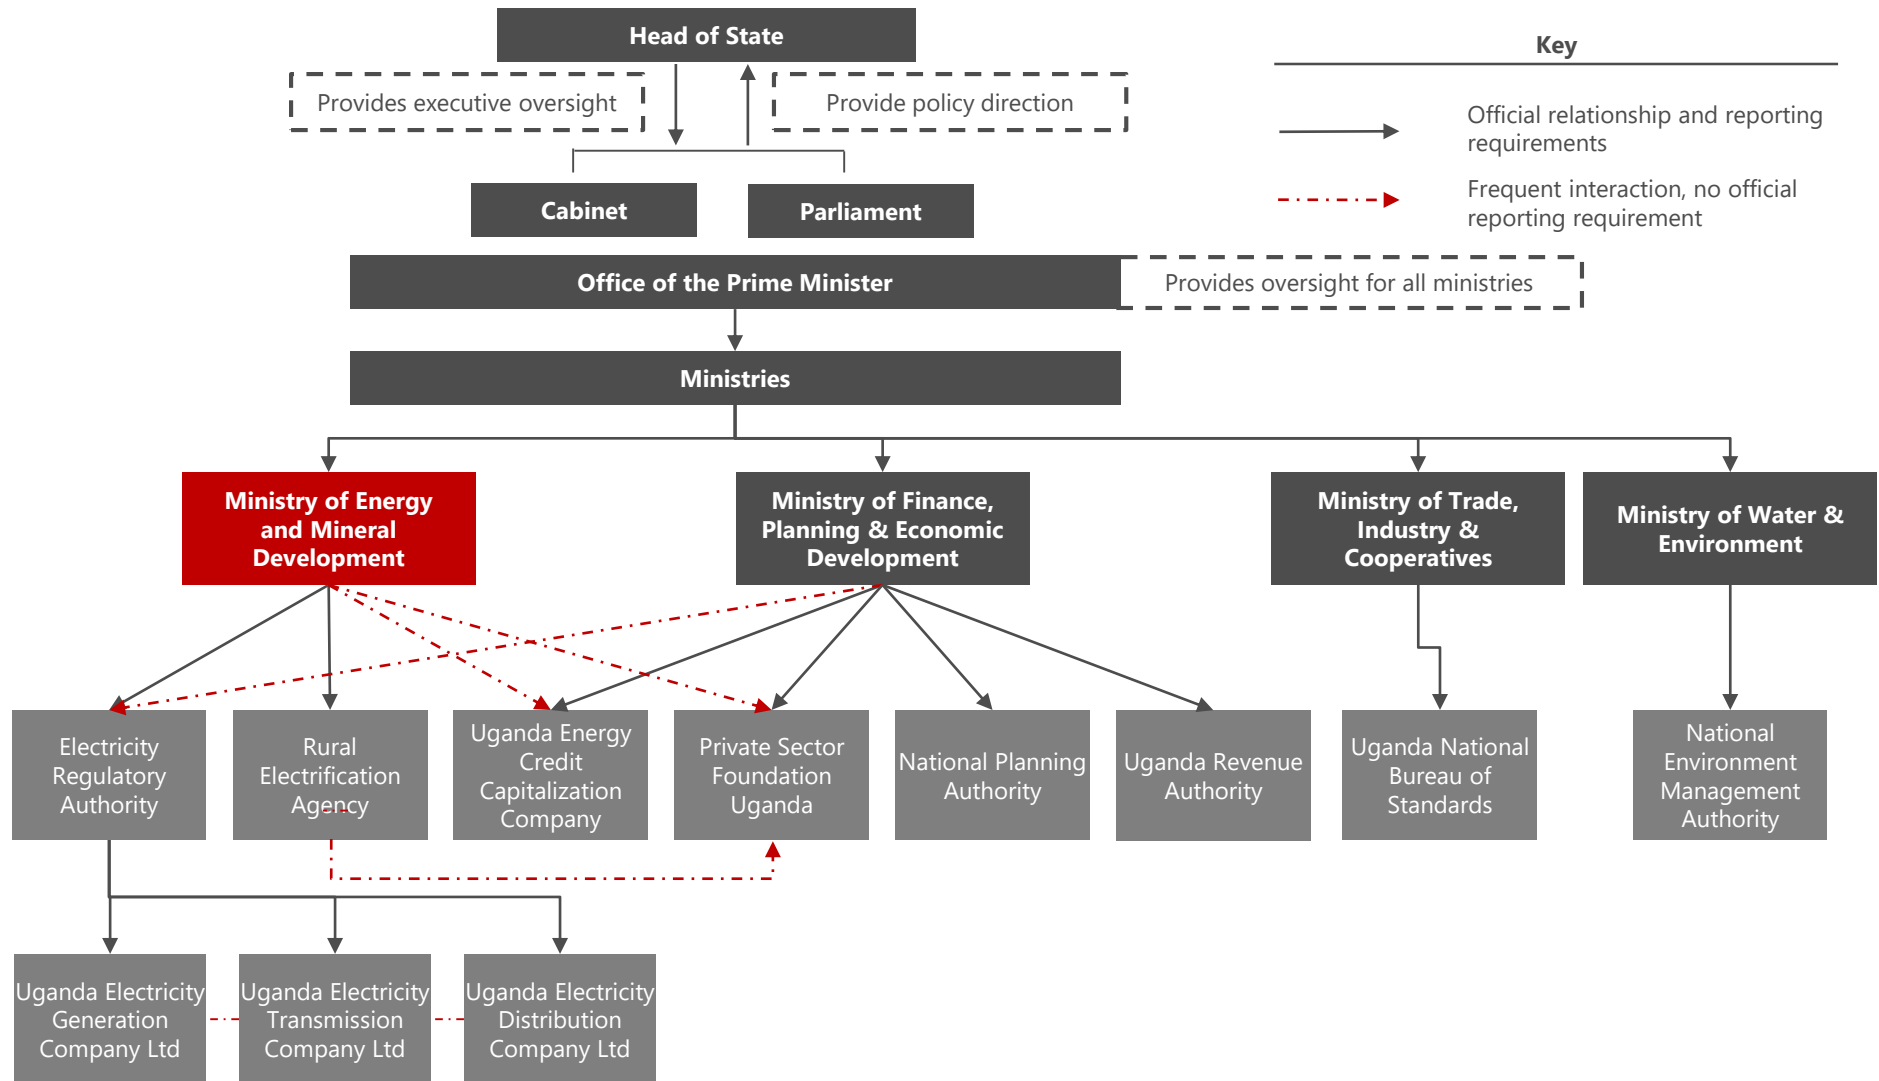 Head of State
Key
Provides executive oversight
Provide policy direction
Official relationship and reporting
requirements
Frequent interaction, no official
reporting requirement
Cabinet
Parliament
Office of the Prime Minister
Provides oversight for all ministries
Ministries
Ministry of Energy
and Mineral
Development
Ministry of Finance,
Planning & Economic
Development
Ministry of Trade,
Industry &
Cooperatives
Ministry of Water &
Environment
Electricity
Regulatory
Authority
Rural
Electrification
Agency
Uganda Energy
Credit
Capitalization
Company
Private Sector
Foundation
Uganda
National Planning
Authority
Uganda Revenue
Authority
Uganda National
Bureau of
Standards
National
Environment
Management
Authority
Uganda Electricity
Generation
Company Ltd
Uganda Electricity
Transmission
Company Ltd
Uganda Electricity
Distribution
Company Ltd